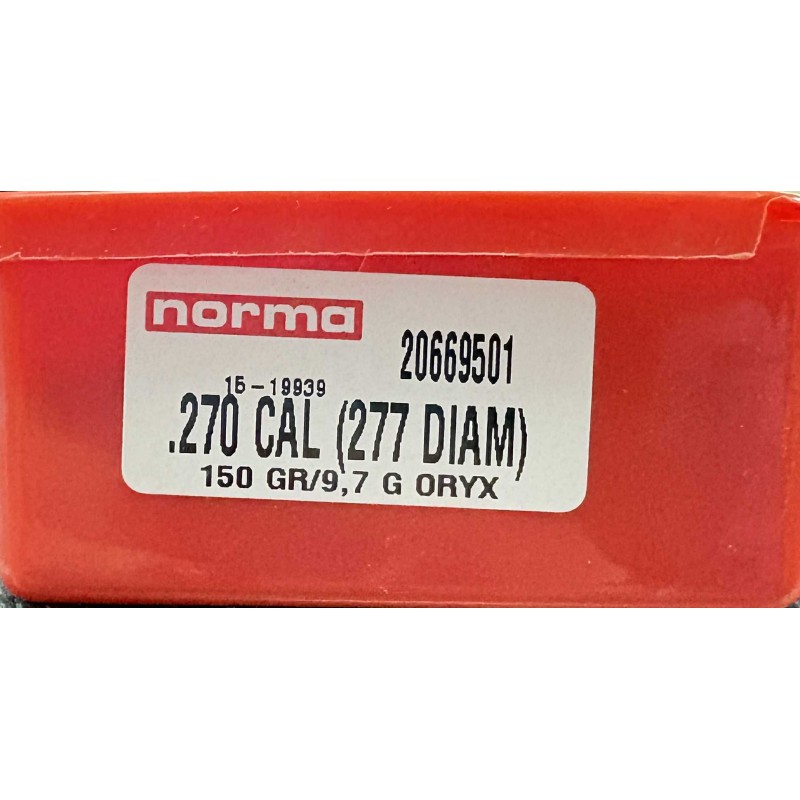 norma
20669501
15-19939
.270 CAL (277 DIAM)
150 GR/9,7 G ORYX